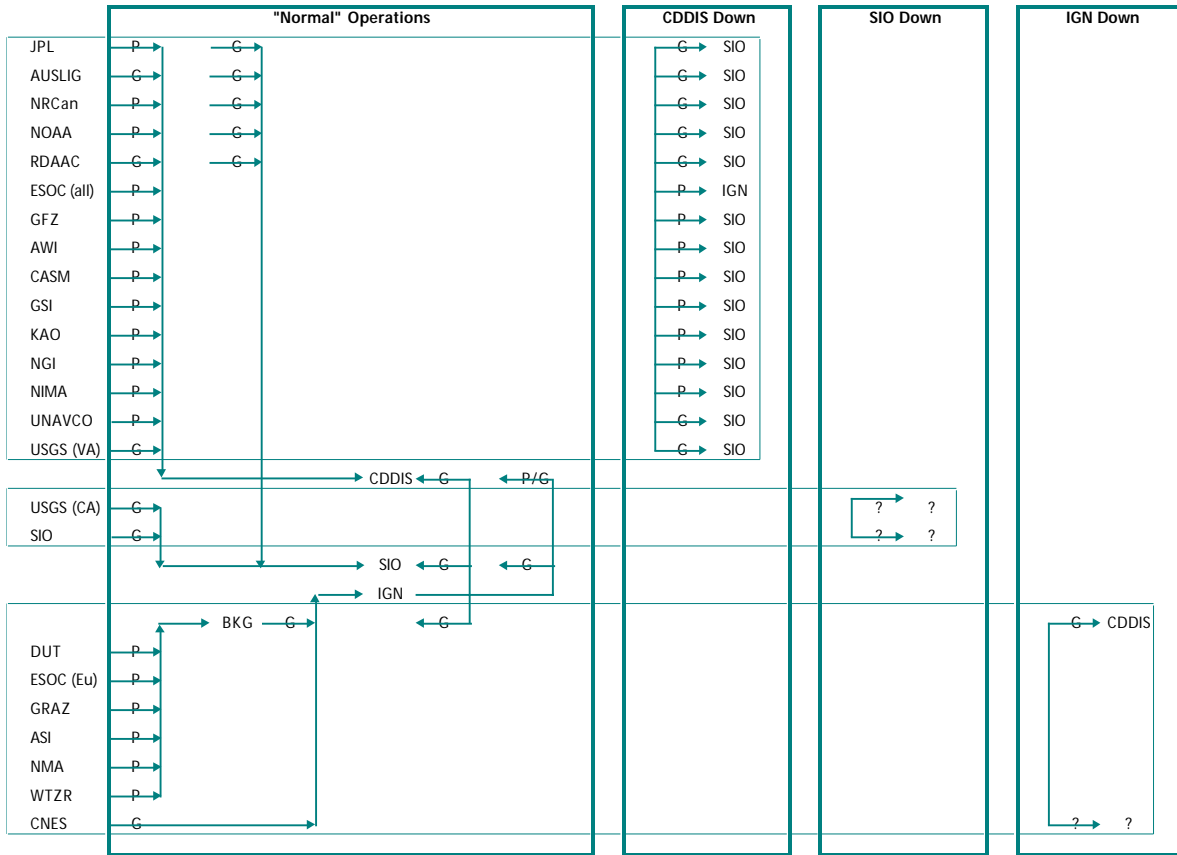 "Normal" Operations CDDIS Down SIO Down IGN Down
JPL P G G SIO
AUSLIG G G G SIO
NRCan P G G SIO
NOAA P G G SIO
RDAAC G G G SIO
ESOC (all) P P IGN
GFZ P P SIO
AWI P P SIO
CASM P P SIO
GSI P P SIO
KAO P P SIO
NGI P P SIO
NIMA P P SIO
UNAVCO P G SIO
USGS (VA) G G SIO
CDDIS G P/G
USGS (CA) G ? ?
SIO G ? ?
SIO G G
IGN
BKG G G G CDDIS
DUT P
ESOC (Eu) P
GRAZ P
ASI P
NMA P
WTZR P
CNES G ? ?